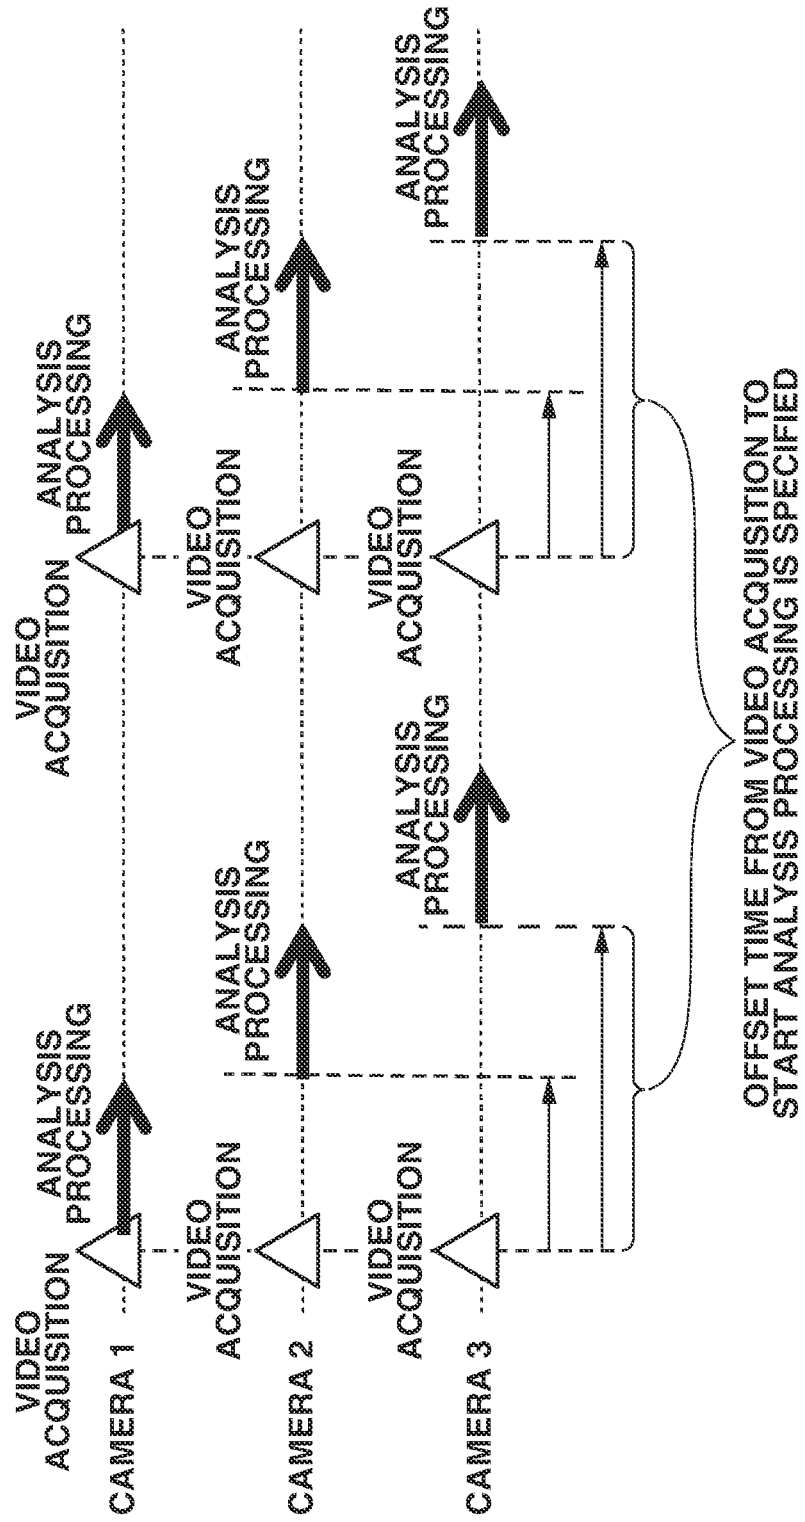 VIDEO
ACQUISITION
ANALYSIS
PROCESSING
VIDEO
ACQUISITION
ANALYSIS
PROCESSING
CAMERA 1
VIDEO
ACQUISITION
ANALYSIS
PROCESSING
VIDEO
ACQUISITION
ANALYSIS
PROCESSING
CAMERA 2
VIDEO
ACQUISITION
ANALYSIS
PROCESSING
VIDEO
ACQUISITION
ANALYSIS
PROCESSING
CAMERA 3
OFFSET TIME FROM VIDEO ACQUISITION TO
START ANALYSIS PROCESSING IS SPECIFIED